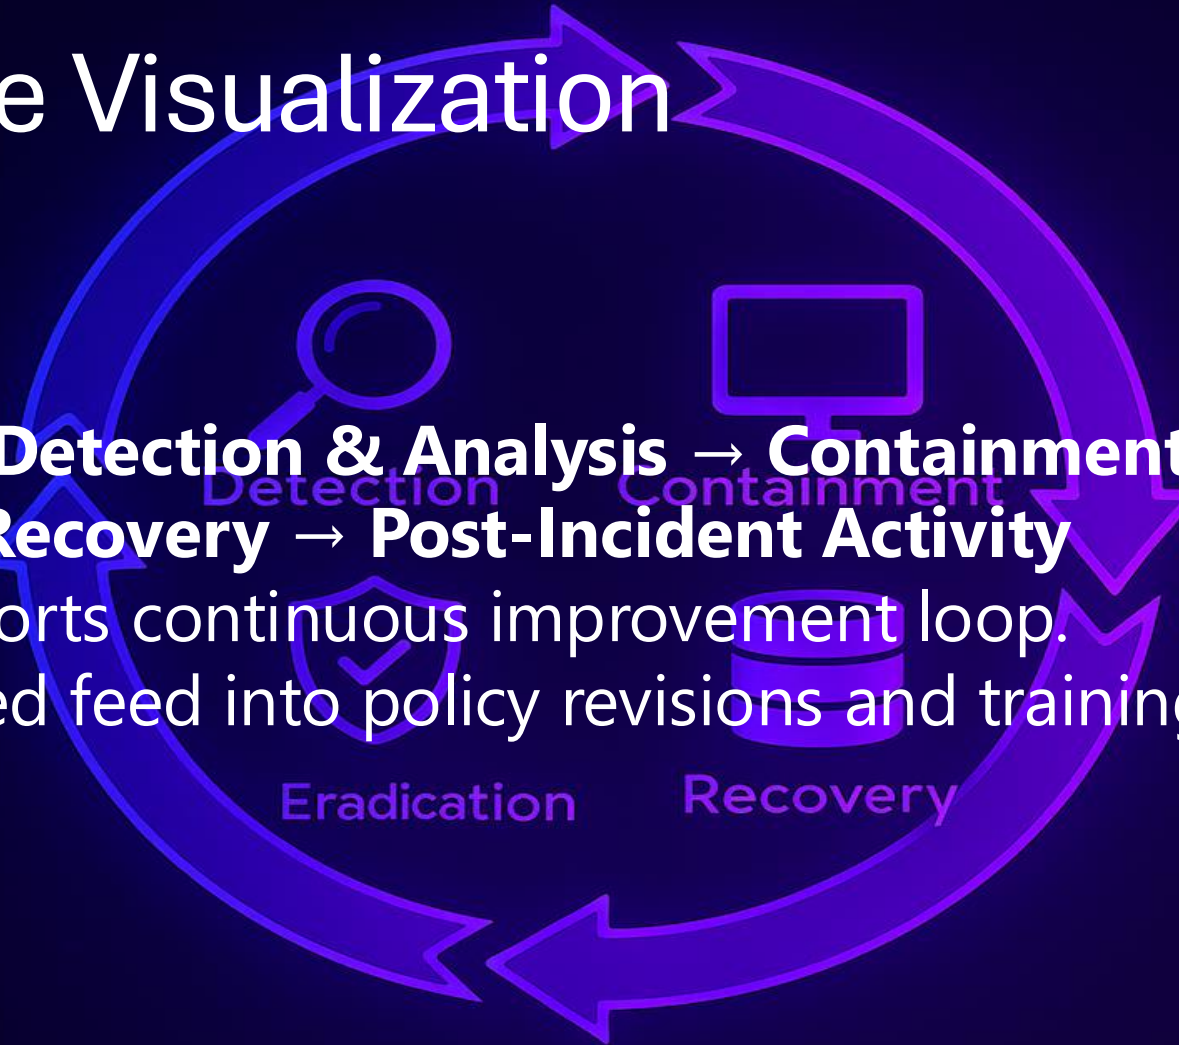 e Visualization
Detection & Analysis → Containment
Detection Containment
Recovery → Post-Incident Activity
orts continuous improvement loop.
ed feed into policy revisions and training
Eradication Recovery